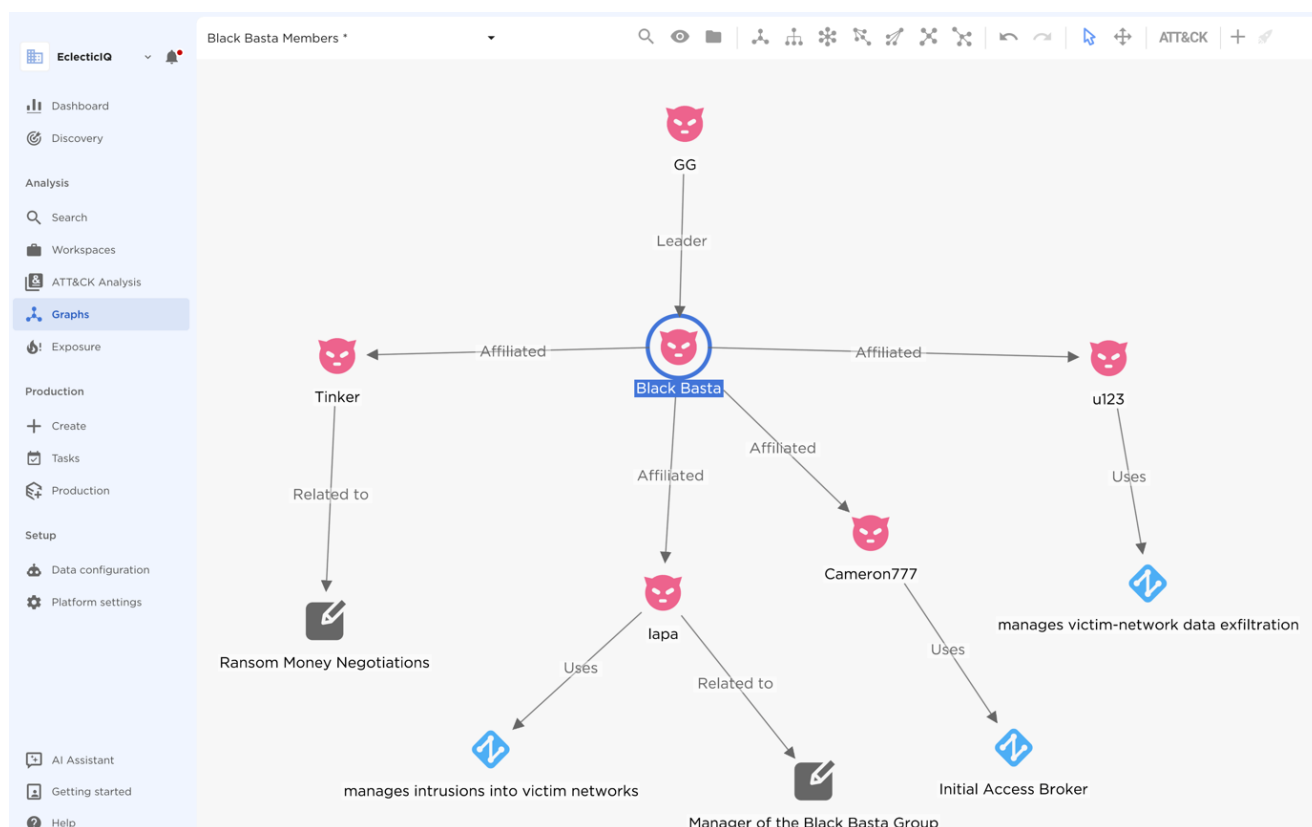 EclecticIQ
Black Basta Members *
ATT&CK
Dashboard
Discovery
Analysis
Search
Workspaces
ATT&CK Analysis
Graphs
Exposure
Production
Create
Tasks
Production
Setup
Data configuration
Platform settings
AI Assistant
Getting started
Help
GG
Leader
Affiliated
Black Basta
Affiliated
Tinker
u123
Affiliated
Affiliated
Uses
Related to
Cameron777
lapa
manages victim-network data exfiltration
Ransom Money Negotiations
Uses
Uses
Related to
manages intrusions into victim networks
Initial Access Broker
Manager of the Black Basta Group